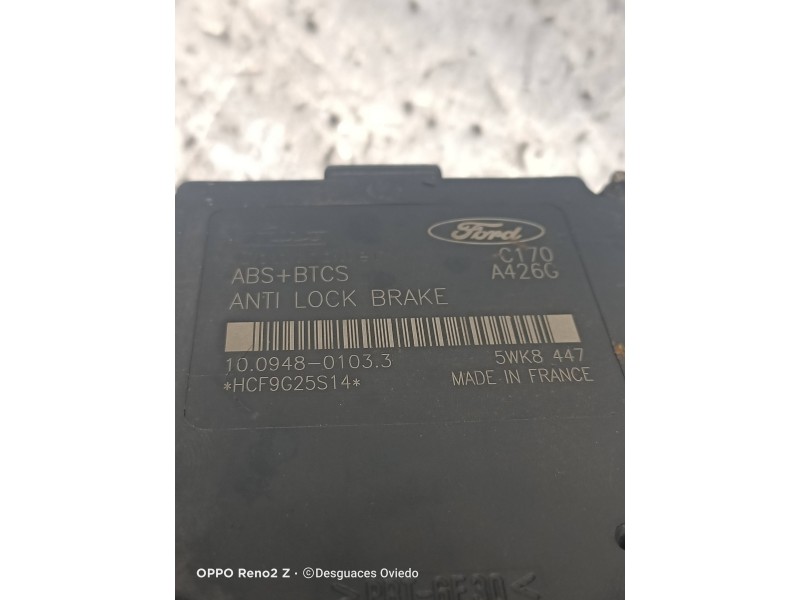 Ford
C170
A426G
ABS+BTCS
ANTI LOCK BRAKE
10.0948-0103.3
5WK8 447
*HCF9G25S14*
MADE IN FRANCE
OPPO Reno2 Z · ©Desguaces Oviedo